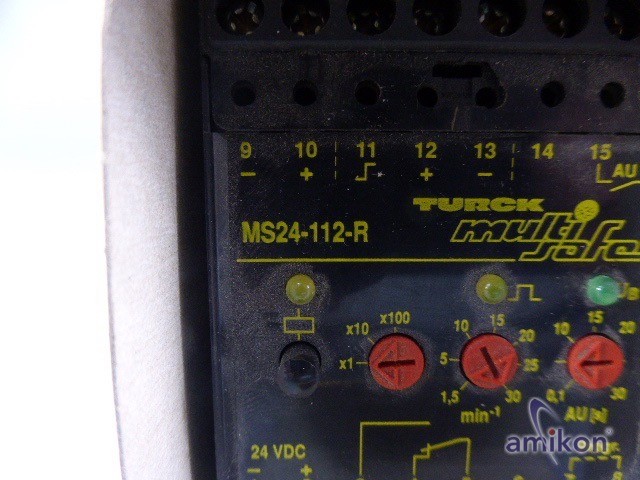 9 10 11 12 13 14 15
− + + − AU
TURCK
MS24-112-R multi safe
x10 x100
x1
10 15 20
5 25
1,5 30
min⁻¹
10 15 20
0,1 30
AU [s]
amikon
24 VDC
− +